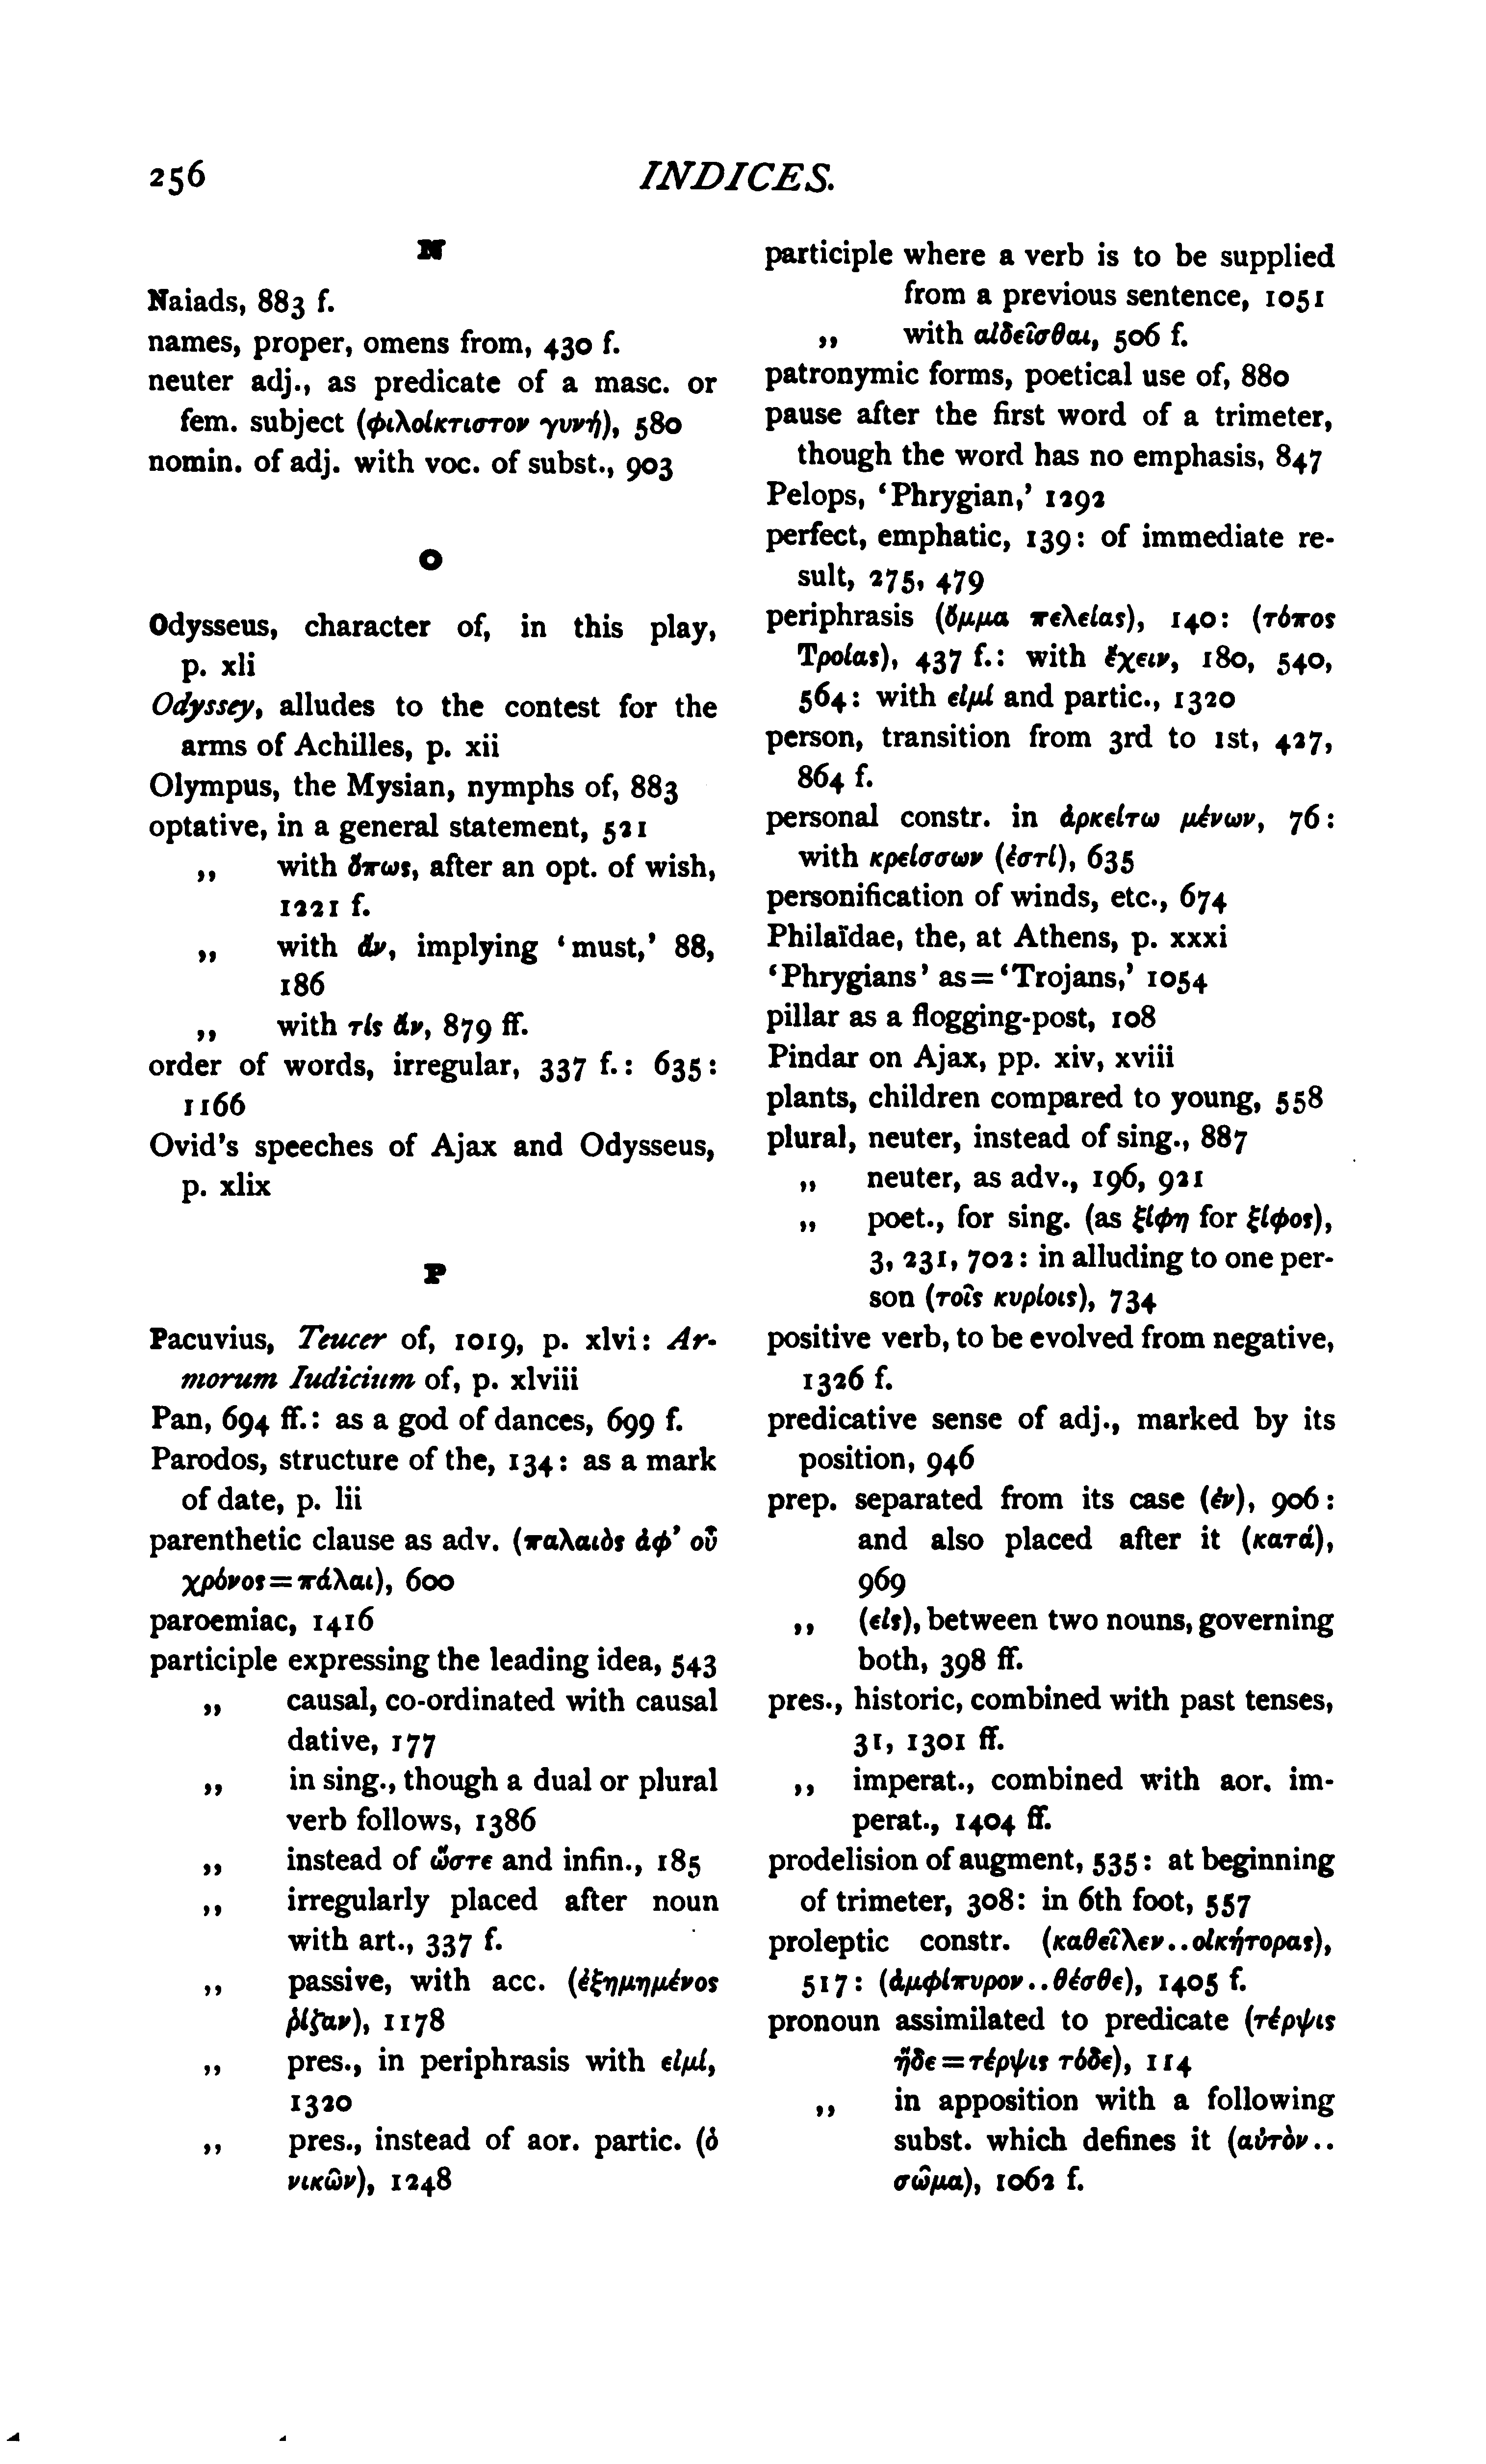 256
INDICES.
N
Naiads, 883 f.
names, proper, omens from, 430 f.
neuter adj., as predicate of a masc. or
fem. subject (φιλοίκτιστον γυνή), 580
nomin. of adj. with voc. of subst., 903
O
Odysseus, character of, in this play,
p. xli
Odyssey, alludes to the contest for the
arms of Achilles, p. xii
Olympus, the Mysian, nymphs of, 883
optative, in a general statement, 521
,, with ὅπως, after an opt. of wish,
1221 f.
,, with ἄν, implying ‘must,’ 88,
186
,, with τίς ἄν, 879 ff.
order of words, irregular, 337 f.: 635:
1166
Ovid's speeches of Ajax and Odysseus,
p. xlix
P
Pacuvius, Teucer of, 1019, p. xlvi: Ar-
morum Iudicium of, p. xlviii
Pan, 694 ff.: as a god of dances, 699 f.
Parodos, structure of the, 134: as a mark
of date, p. lii
parenthetic clause as adv. (παλαιὸς ἀφ’ οὗ
χρόνος=πάλαι), 600
paroemiac, 1416
participle expressing the leading idea, 543
,, causal, co-ordinated with causal
dative, 177
,, in sing., though a dual or plural
verb follows, 1386
,, instead of ὥστε and infin., 185
,, irregularly placed after noun
with art., 337 f.
,, passive, with acc. (ἐξημημένος
ῥίζαν), 1178
,, pres., in periphrasis with εἰμί,
1320
,, pres., instead of aor. partic. (ὁ
νικῶν), 1248
participle where a verb is to be supplied
from a previous sentence, 1051
,, with αἰδεῖσθαι, 506 f.
patronymic forms, poetical use of, 880
pause after the first word of a trimeter,
though the word has no emphasis, 847
Pelops, ‘Phrygian,’ 1292
perfect, emphatic, 139: of immediate re-
sult, 275, 479
periphrasis (ὄμμα πελείας), 140: (τόπος
Τροίας), 437 f.: with ἔχειν, 180, 540,
564: with εἰμί and partic., 1320
person, transition from 3rd to 1st, 427,
864 f.
personal constr. in ἀρκείτω μένων, 76:
with κρείσσων (ἐστί), 635
personification of winds, etc., 674
Philaïdae, the, at Athens, p. xxxi
‘Phrygians’ as=‘Trojans,’ 1054
pillar as a flogging-post, 108
Pindar on Ajax, pp. xiv, xviii
plants, children compared to young, 558
plural, neuter, instead of sing., 887
,, neuter, as adv., 196, 921
,, poet., for sing. (as ξίφη for ξίφος),
3, 231, 702: in alluding to one per-
son (τοῖς κυρίοις), 734
positive verb, to be evolved from negative,
1326 f.
predicative sense of adj., marked by its
position, 946
prep. separated from its case (ἐν), 906:
and also placed after it (κατά),
969
,, (εἰς), between two nouns, governing
both, 398 ff.
pres., historic, combined with past tenses,
31, 1301 ff.
,, imperat., combined with aor. im-
perat., 1404 ff.
prodelision of augment, 535: at beginning
of trimeter, 308: in 6th foot, 557
proleptic constr. (καθεῖλεν..οἰκήτορας),
517: (ἀμφίπυρον..θέσθε), 1405 f.
pronoun assimilated to predicate (τέρψις
ἥδε=τέρψις τόδε), 114
,, in apposition with a following
subst. which defines it (αὐτὸν..
σῶμα), 1062 f.